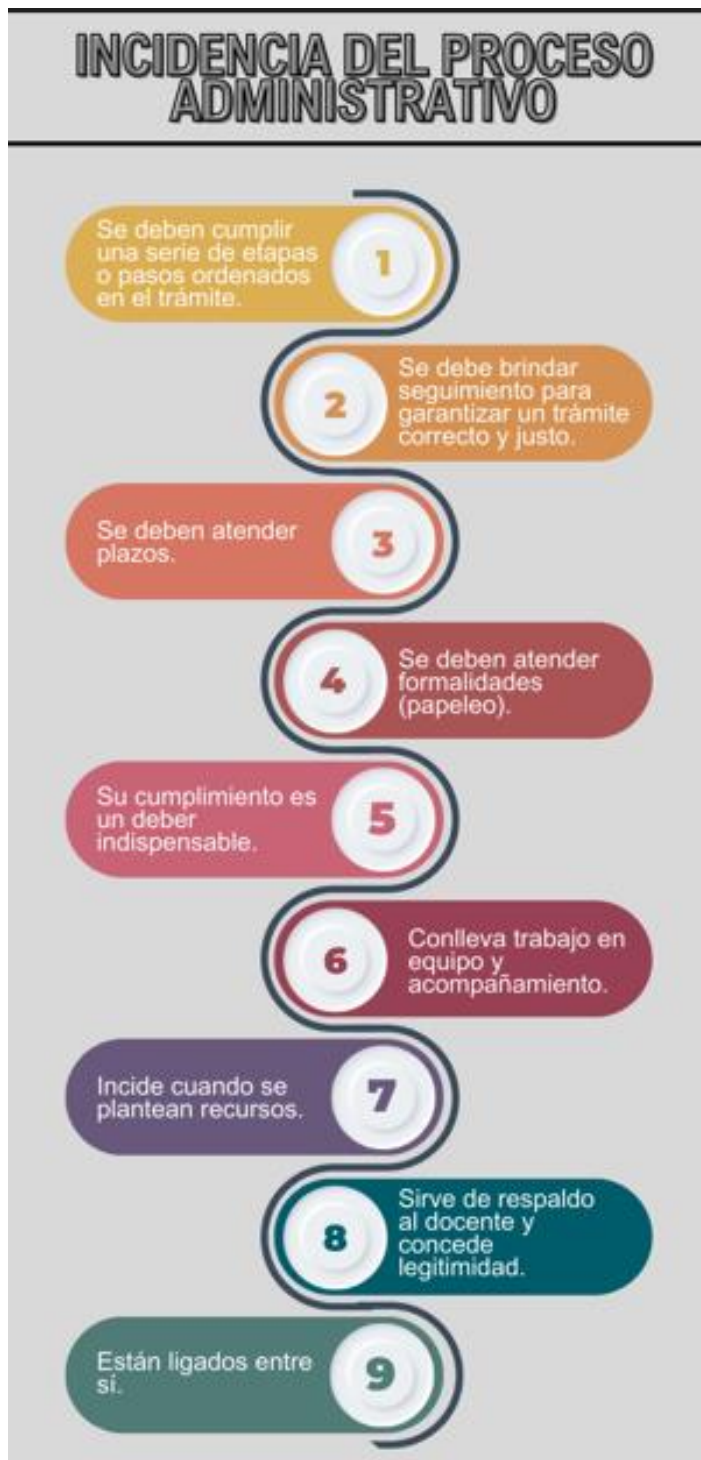 INCIDENCIA DEL PROCESO
ADMINISTRATIVO
Se deben cumplir
una serie de etapas
o pasos ordenados
en el trámite.
1
2
Se debe brindar
seguimiento para
garantizar un trámite
correcto y justo.
Se deben atender
plazos.
3
4
Se deben atender
formalidades
(papeleo).
Su cumplimiento es
un deber
indispensable.
5
6
Conlleva trabajo en
equipo y
acompañamiento.
Incide cuando se
plantean recursos.
7
8
Sirve de respaldo
al docente y
concede
legitimidad.
Están ligados entre
sí.
9